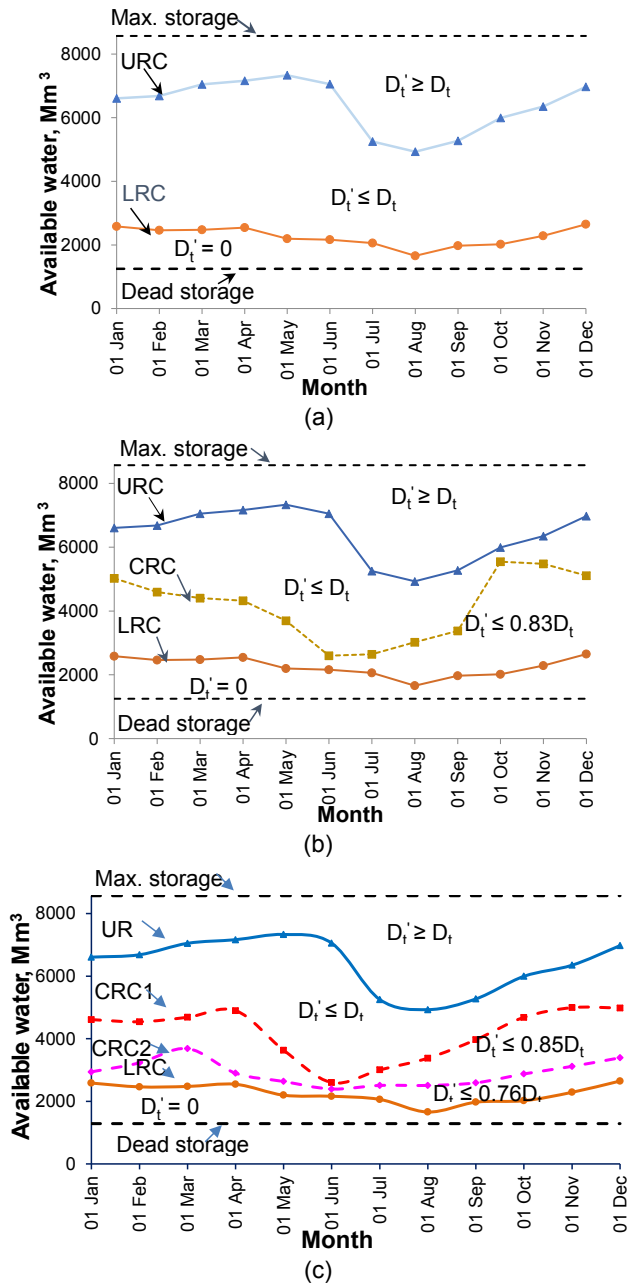 Max. storage
URC
D_t' ≥ D_t
LRC
D_t' ≤ D_t
D_t' = 0
Dead storage
Available water, Mm³
8000
6000
4000
2000
0
01 Jan
01 Feb
01 Mar
01 Apr
01 May
01 Jun
01 Jul
01 Aug
01 Sep
01 Oct
01 Nov
01 Dec
Month
(a)
Max. storage
URC
D_t' ≥ D_t
CRC
D_t' ≤ D_t
LRC
D_t' ≤ 0.83D_t
D_t' = 0
Dead storage
Available water, Mm³
8000
6000
4000
2000
0
01 Jan
01 Feb
01 Mar
01 Apr
01 May
01 Jun
01 Jul
01 Aug
01 Sep
01 Oct
01 Nov
01 Dec
Month
(b)
Max. storage
UR
D_t' ≥ D_t
CRC1
D_t' ≤ D_t
CRC2
D_t' ≤ 0.85D_t
LRC
D_t' ≤ 0.76D_t
D_t' = 0
Dead storage
Available water, Mm³
8000
6000
4000
2000
0
01 Jan
01 Feb
01 Mar
01 Apr
01 May
01 Jun
01 Jul
01 Aug
01 Sep
01 Oct
01 Nov
01 Dec
Month
(c)